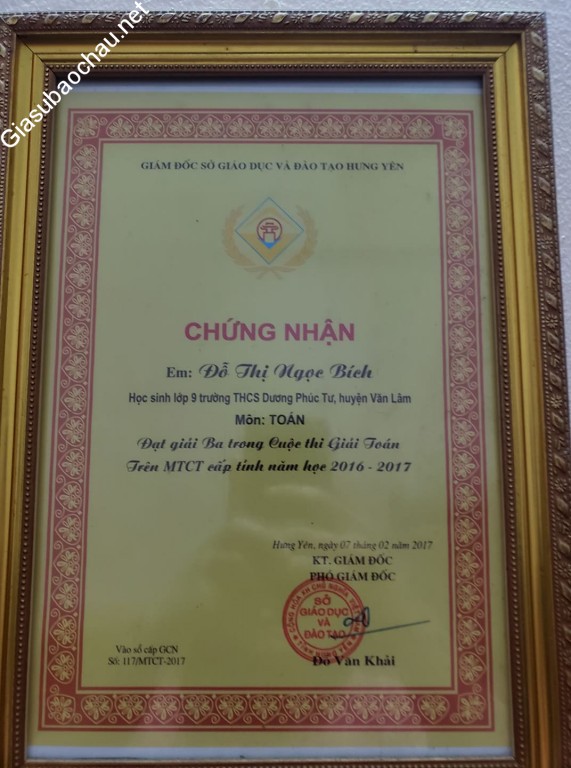 Giasubaochau.net
GIÁM ĐỐC SỞ GIÁO DỤC VÀ ĐÀO TẠO HƯNG YÊN
CHỨNG NHẬN
Em: Đỗ Thị Ngọc Bích
Học sinh lớp 9 trường THCS Dương Phúc Tư, huyện Văn Lâm
Môn: TOÁN
Đạt giải Ba trong Cuộc thi Giải Toán
Trên MTCT cấp tỉnh năm học 2016 - 2017
Hưng Yên, ngày 07 tháng 02 năm 2017
KT. GIÁM ĐỐC
PHÓ GIÁM ĐỐC
SỞ
GIÁO DỤC
VÀ
ĐÀO TẠO
Vào sổ cấp GCN
Số: 117/MTCT-2017
Đỗ Văn Khải